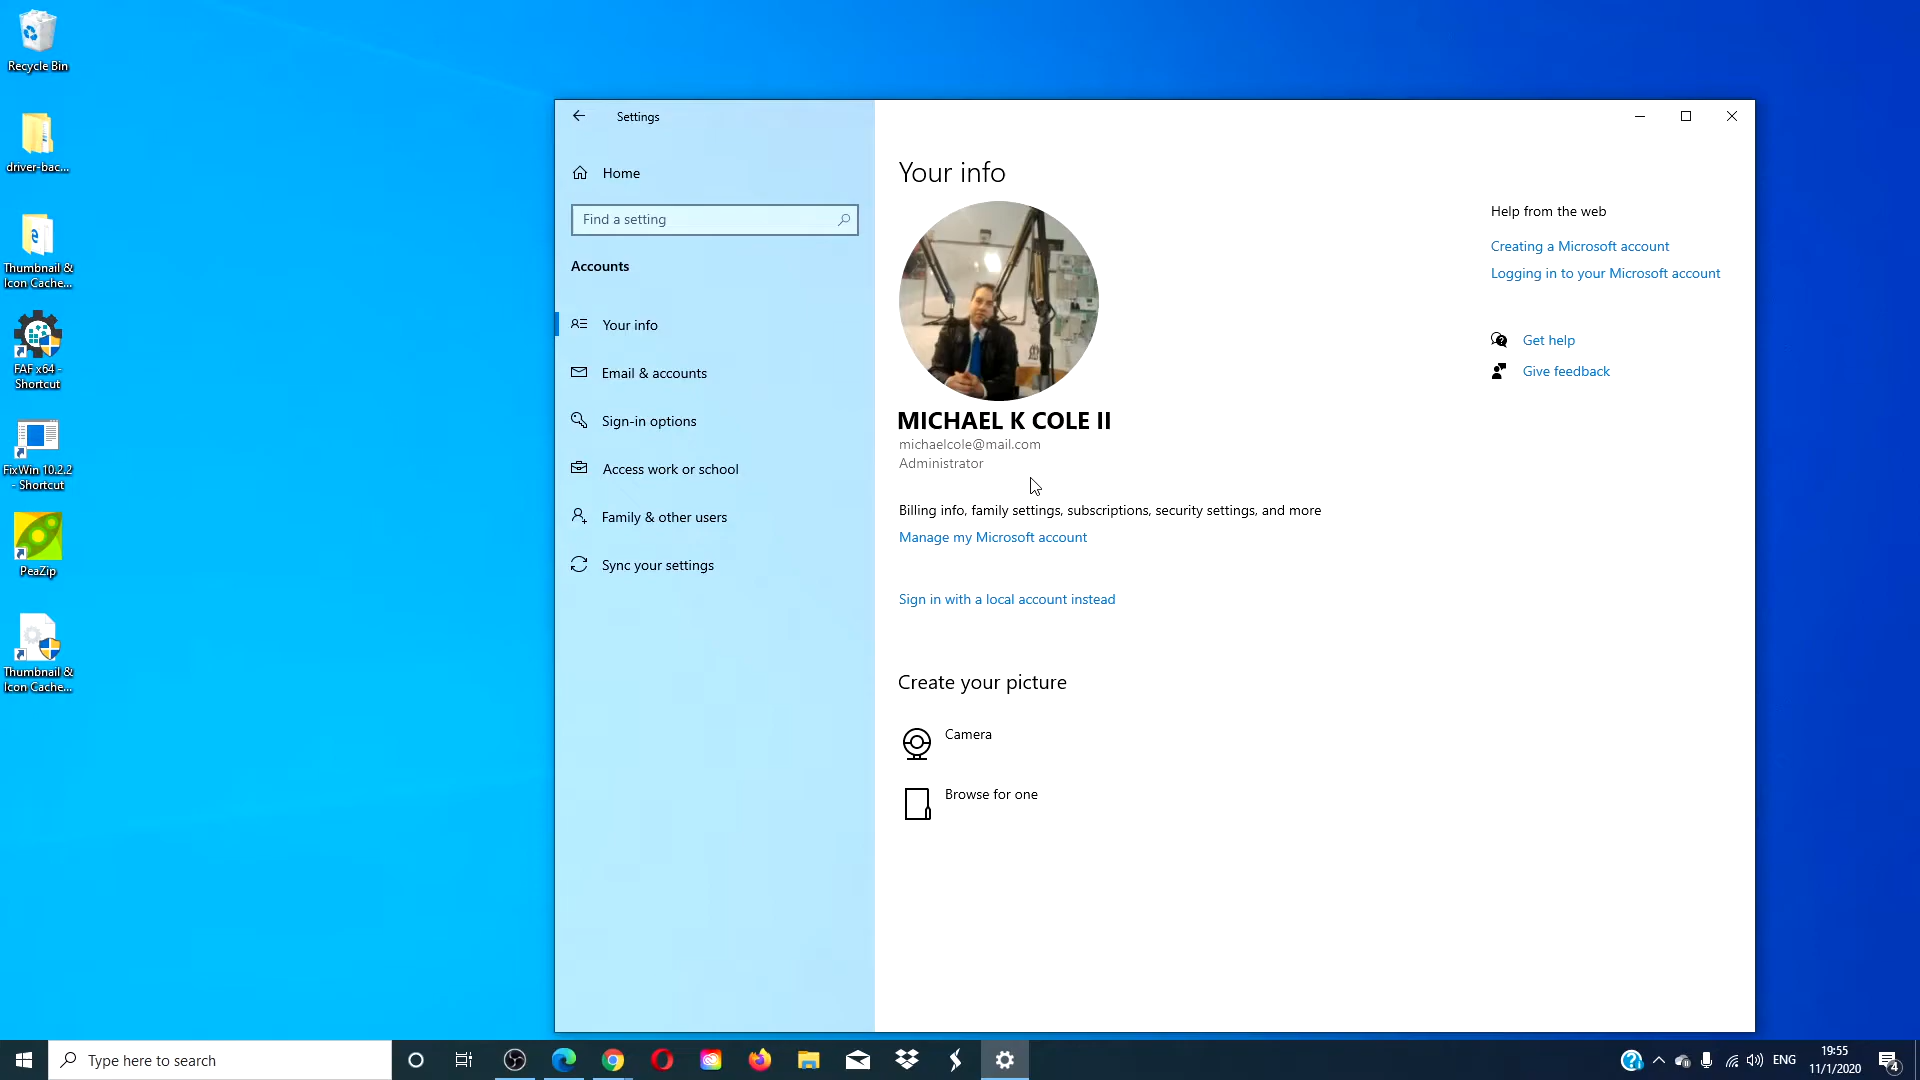 Recycle Bin
driver-bac...
Thumbnail &
Icon Cache...
FAF x64 -
Shortcut
FixWin 10.2.2
- Shortcut
PeaZip
Thumbnail &
Icon Cache...
Settings
Home
Find a setting
Accounts
Your info
Email & accounts
Sign-in options
Access work or school
Family & other users
Sync your settings
Your info
MICHAEL K COLE II
michaelcole@mail.com
Administrator
Billing info, family settings, subscriptions, security settings, and more
Manage my Microsoft account
Sign in with a local account instead
Create your picture
Camera
Browse for one
Help from the web
Creating a Microsoft account
Logging in to your Microsoft account
Get help
Give feedback
Type here to search
ENG
19:55
11/1/2020
4